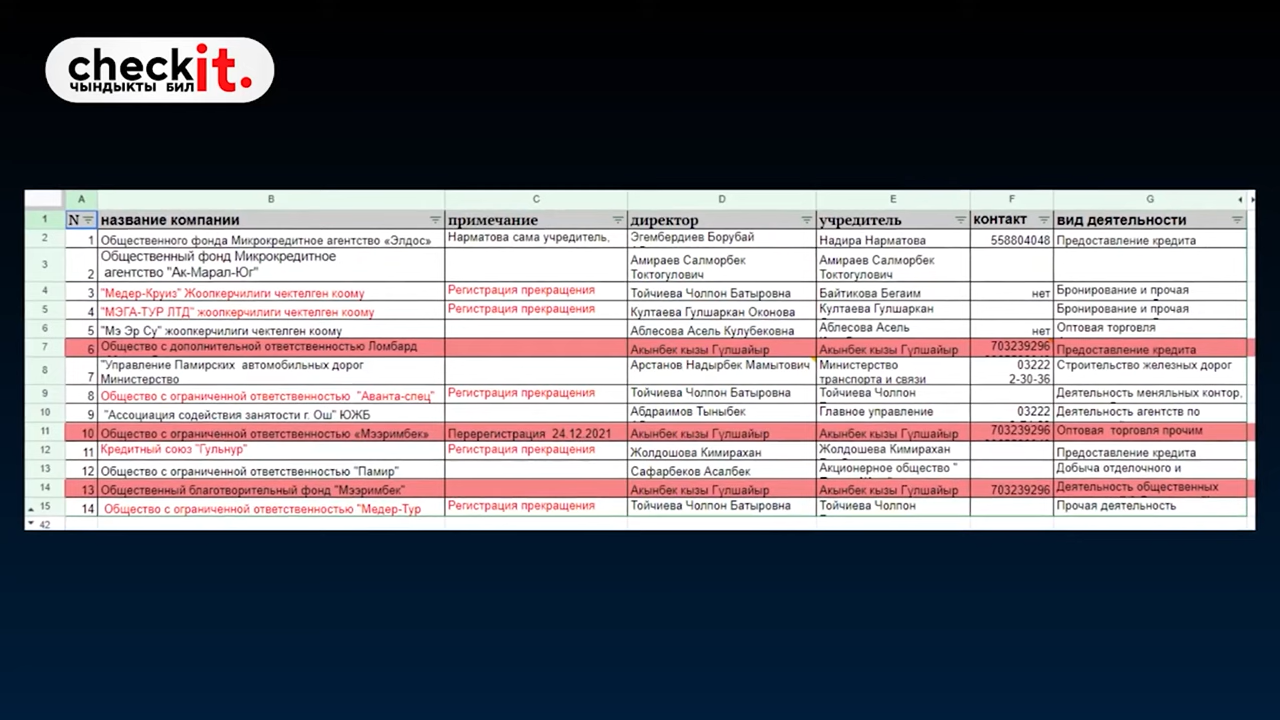 checkit.
ЧЫНДЫКТЫ БИЛ
A B C D E F G
1 N название компании примечание директор учредитель контакт вид деятельности
2 1 Общественного фонда Микрокредитное агентство «Элдос» Нарматова сама учредитель, Эгембердиев Борубай Надира Нарматова 558804048 Предоставление кредита
3 2 Общественный фонд Микрокредитное Амираев Салморбек Амираев Салморбек
агентство "Ак-Марал-Юг" Токтогулович Токтогулович
4 3 "Медер-Круиз" Жоопкерчилиги чектелген коому Регистрация прекращения Тойчиева Чолпон Батыровна Байтикова Бегаим нет Бронирование и прочая
5 4 "МЭГА-ТУР ЛТД" жоопкерчилиги чектелген коому Регистрация прекращения Култаева Гулшаркан Оконова Култаева Гулшаркан Бронирование и прочая
6 5 "Мэ Эр Су" жоопкерчилиги чектелген коому Аблесова Асель Кулубековна Аблесова Асель нет Оптовая торговля
7 6 Общество с дополнительной ответственностью Ломбард Акынбек кызы Гүлшайыр Акынбек кызы Гүлшайыр 703239296 Предоставление кредита
8 7 "Управление Памирских автомобильных дорог Арстанов Надырбек Мамытович Министерство 03222 Строительство железных дорог
Министерство транспорта и связи 2-30-36
9 8 Общество с ограниченной ответственностью "Аванта-спец" Регистрация прекращения Тойчиева Чолпон Батыровна Тойчиева Чолпон Деятельность меняльных контор,
10 9 "Ассоциация содействия занятости г. Ош" ЮЖБ Абдраимов Тыныбек Главное управление 03222 Деятельность агентств по
11 10 Общество с ограниченной ответственностью «Мээримбек» Перерегистрация 24.12.2021 Акынбек кызы Гүлшайыр Акынбек кызы Гүлшайыр 703239296 Оптовая торговля прочим
12 11 Кредитный союз "Гульнур" Регистрация прекращения Жолдошова Кимирахан Жолдошева Кимирахан Предоставление кредита
13 12 Общество с ограниченной ответственностью "Памир" Сафарбеков Асалбек Акционерное общество " Добыча отделочного и
14 13 Общественный благотворительный фонд "Мээримбек" Акынбек кызы Гүлшайыр Акынбек кызы Гүлшайыр 703239296 Деятельность общественных
15 14 Общество с ограниченной ответственностью "Медер-Тур Регистрация прекращения Тойчиева Чолпон Батыровна Тойчиева Чолпон Прочая деятельность
42